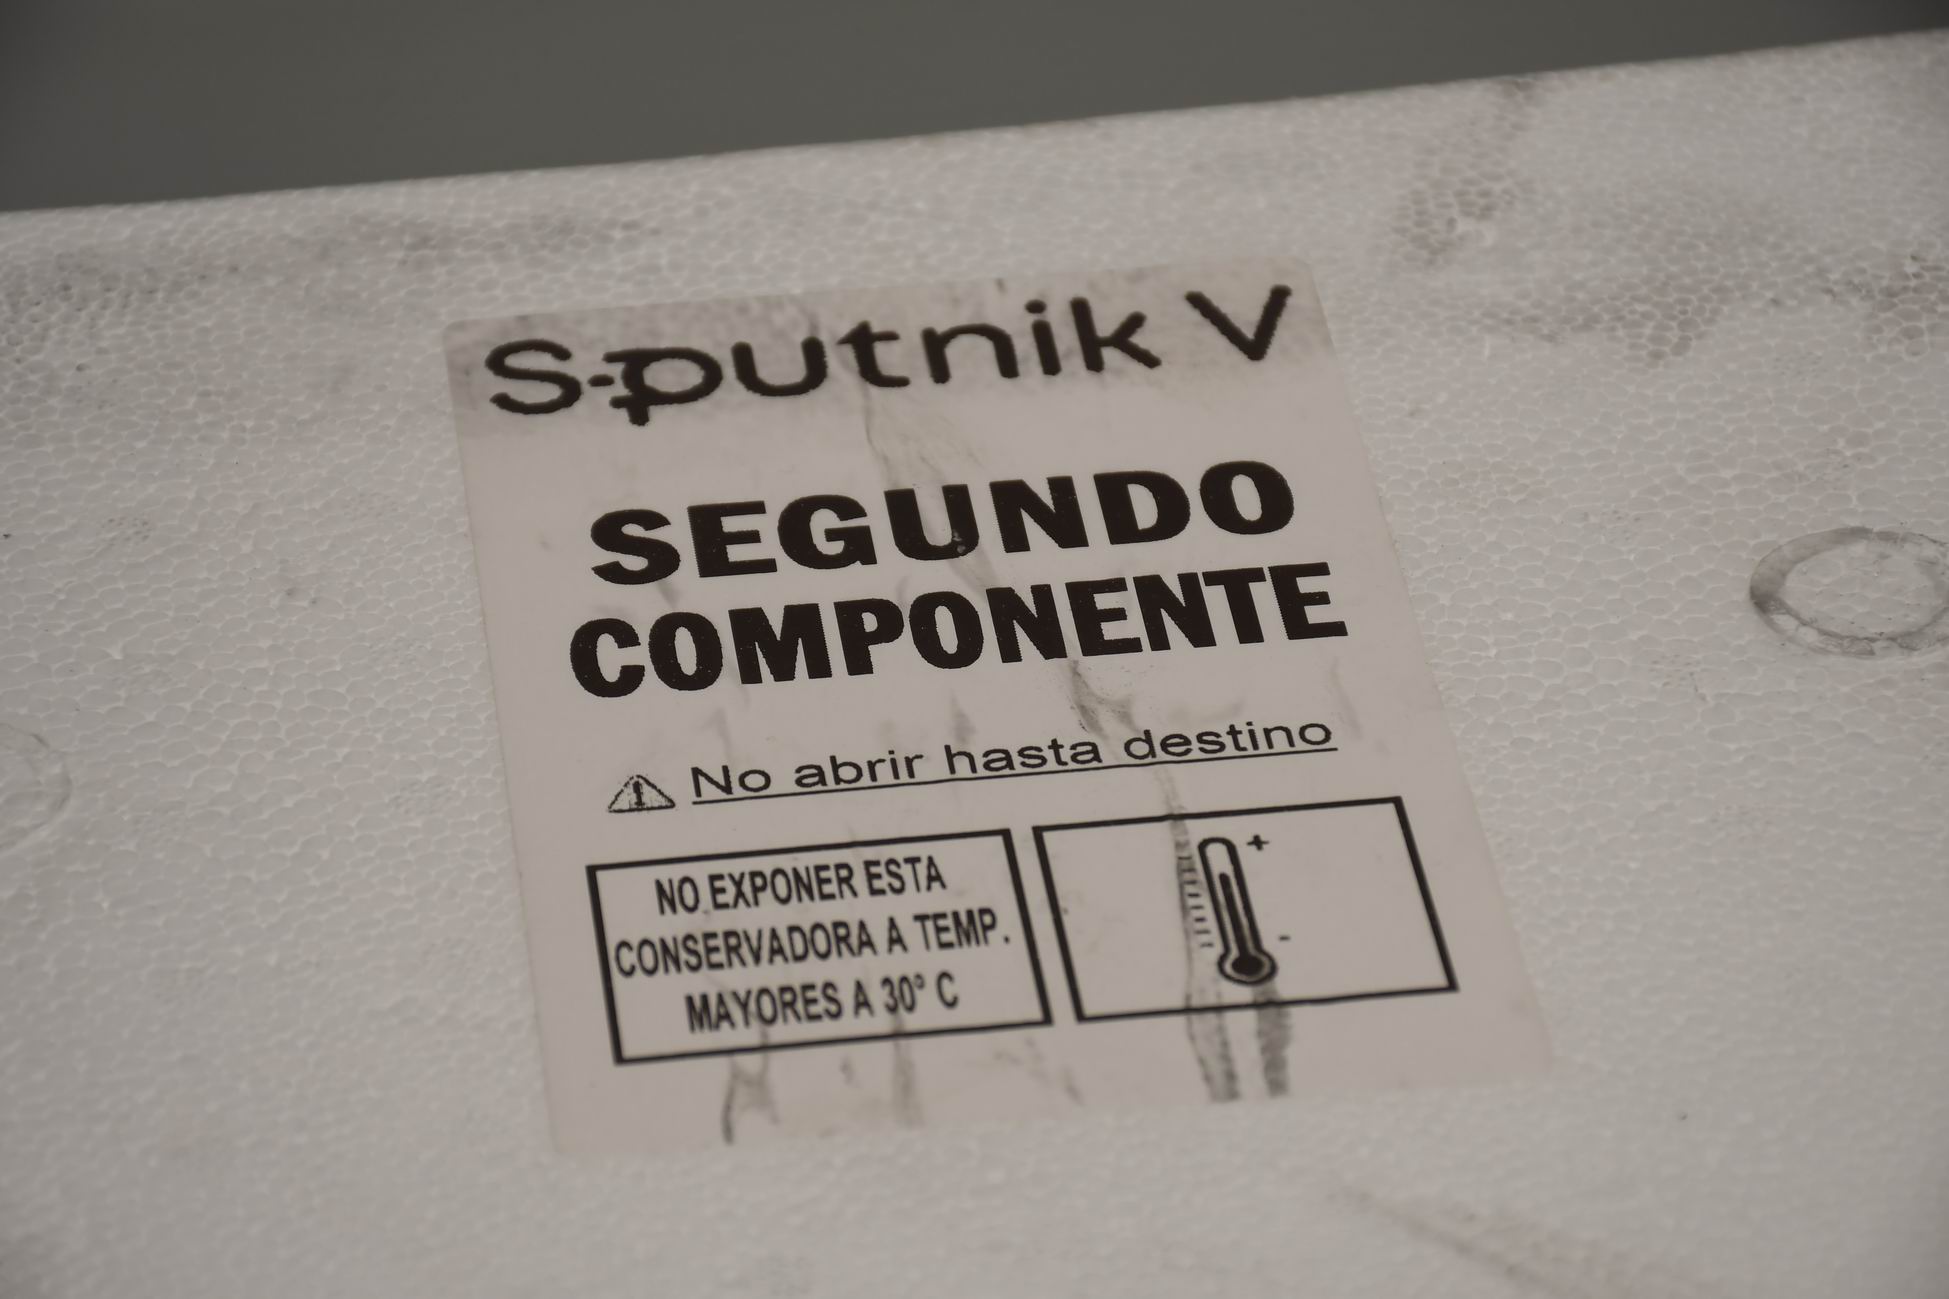 Sputnik V
SEGUNDO
COMPONENTE
No abrir hasta destino
NO EXPONER ESTA
CONSERVADORA A TEMP.
MAYORES A 30° C
+
-